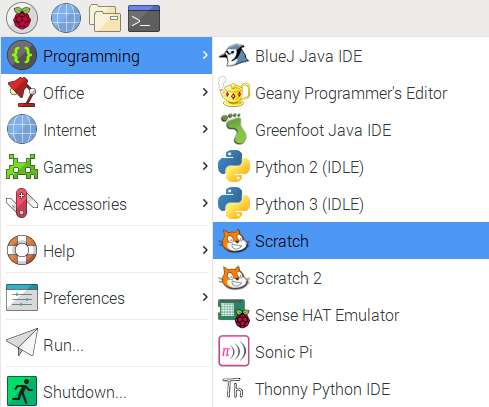 Programming
Office
Internet
Games
Accessories
Help
Preferences
Run...
Shutdown...
BlueJ Java IDE
Geany Programmer's Editor
Greenfoot Java IDE
Python 2 (IDLE)
Python 3 (IDLE)
Scratch
Scratch 2
Sense HAT Emulator
π)))
Sonic Pi
Th
Thonny Python IDE